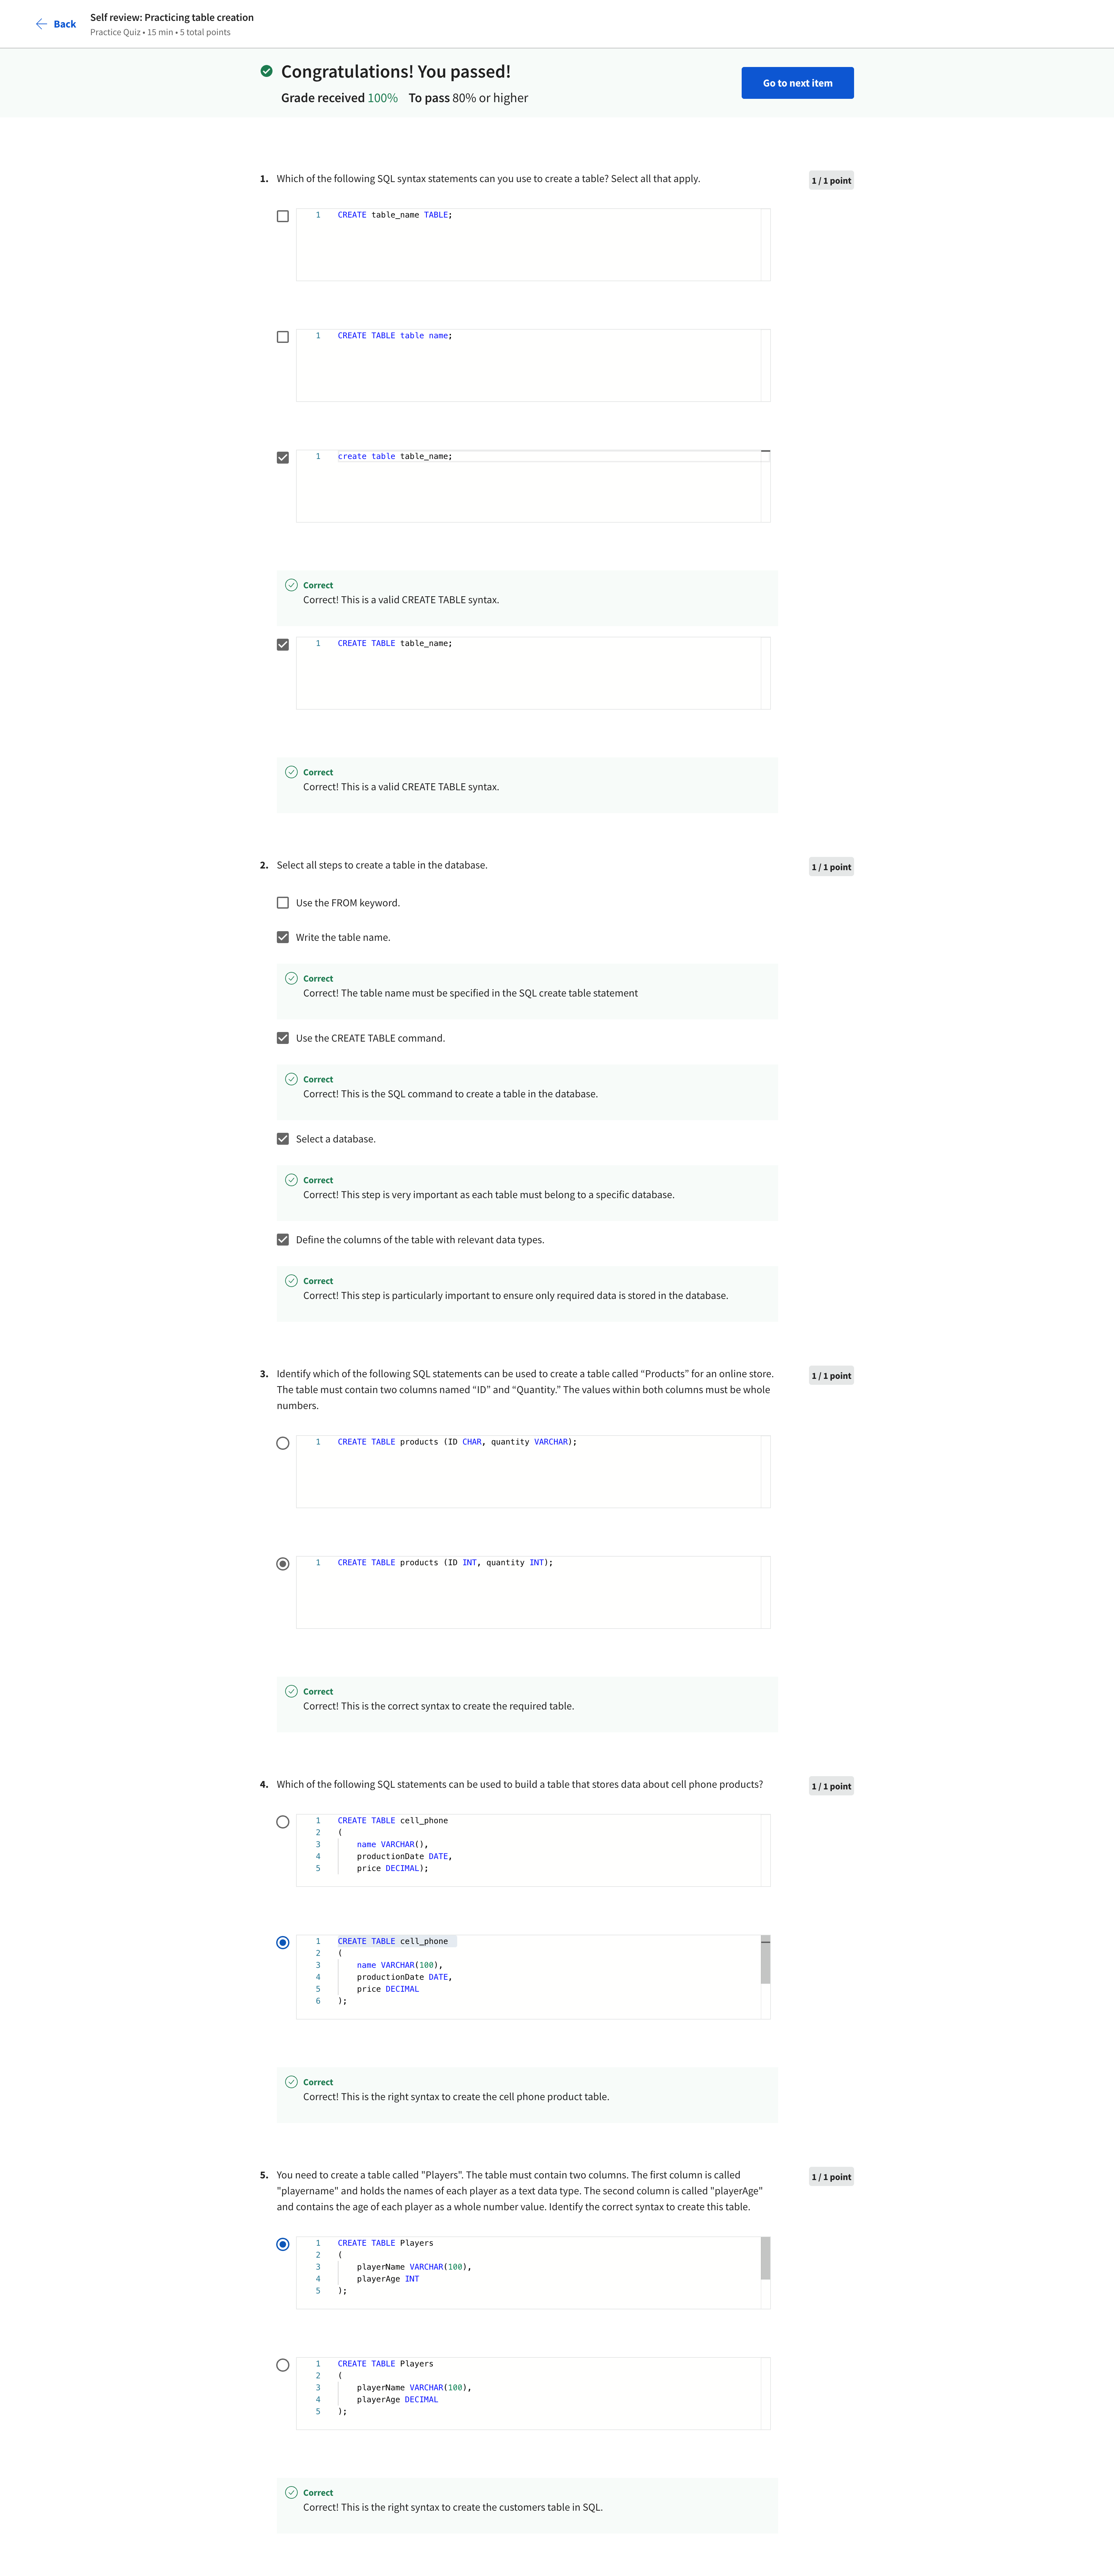 Back
Self review: Practicing table creation
Practice Quiz • 15 min • 5 total points
Congratulations! You passed!
Grade received 100% To pass 80% or higher
Go to next item
1. Which of the following SQL syntax statements can you use to create a table? Select all that apply.
1 / 1 point
1 CREATE table_name TABLE;
1 CREATE TABLE table name;
1 create table table_name;
Correct
Correct! This is a valid CREATE TABLE syntax.
1 CREATE TABLE table_name;
Correct
Correct! This is a valid CREATE TABLE syntax.
2. Select all steps to create a table in the database.
1 / 1 point
Use the FROM keyword.
Write the table name.
Correct
Correct! The table name must be specified in the SQL create table statement
Use the CREATE TABLE command.
Correct
Correct! This is the SQL command to create a table in the database.
Select a database.
Correct
Correct! This step is very important as each table must belong to a specific database.
Define the columns of the table with relevant data types.
Correct
Correct! This step is particularly important to ensure only required data is stored in the database.
3. Identify which of the following SQL statements can be used to create a table called “Products” for an online store.
The table must contain two columns named “ID” and “Quantity.” The values within both columns must be whole
numbers.
1 / 1 point
1 CREATE TABLE products (ID CHAR, quantity VARCHAR);
1 CREATE TABLE products (ID INT, quantity INT);
Correct
Correct! This is the correct syntax to create the required table.
4. Which of the following SQL statements can be used to build a table that stores data about cell phone products?
1 / 1 point
1 CREATE TABLE cell_phone
2 (
3 name VARCHAR(),
4 productionDate DATE,
5 price DECIMAL);
1 CREATE TABLE cell_phone
2 (
3 name VARCHAR(100),
4 productionDate DATE,
5 price DECIMAL
6 );
Correct
Correct! This is the right syntax to create the cell phone product table.
5. You need to create a table called "Players". The table must contain two columns. The first column is called
"playername" and holds the names of each player as a text data type. The second column is called "playerAge"
and contains the age of each player as a whole number value. Identify the correct syntax to create this table.
1 / 1 point
1 CREATE TABLE Players
2 (
3 playerName VARCHAR(100),
4 playerAge INT
5 );
1 CREATE TABLE Players
2 (
3 playerName VARCHAR(100),
4 playerAge DECIMAL
5 );
Correct
Correct! This is the right syntax to create the customers table in SQL.